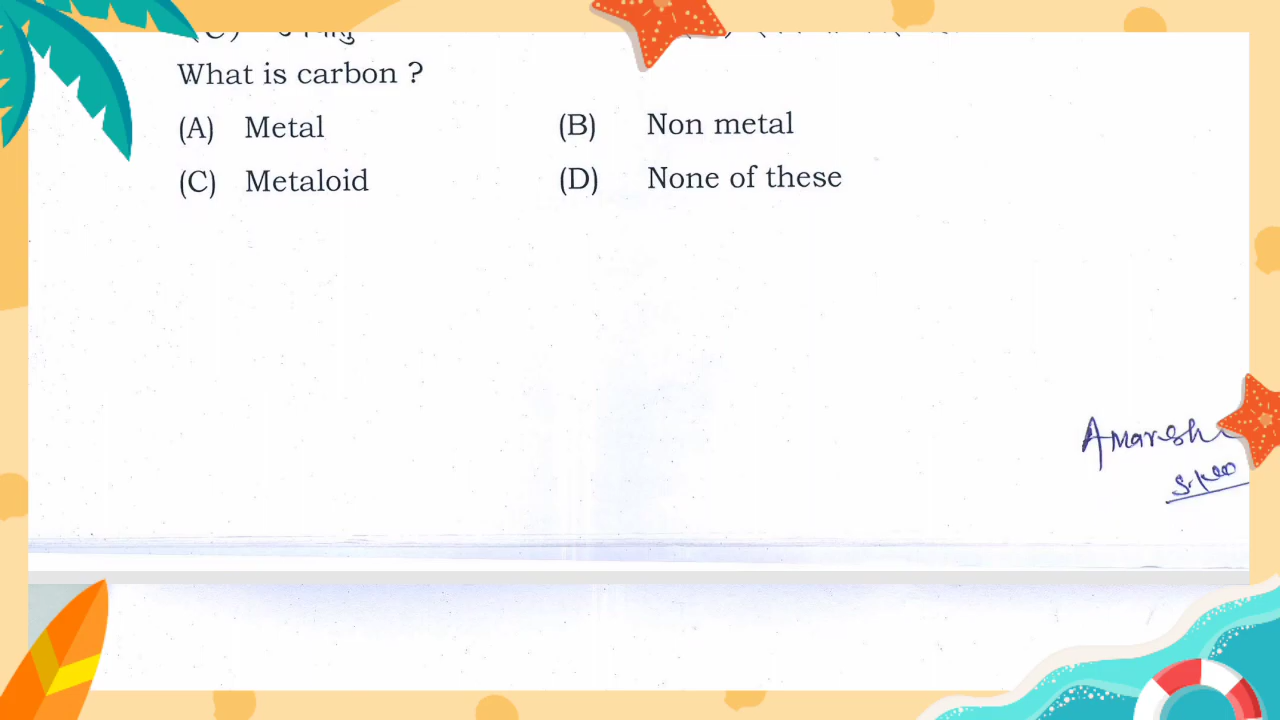 What is carbon ?
(A) Metal (B) Non metal
(C) Metaloid (D) None of these